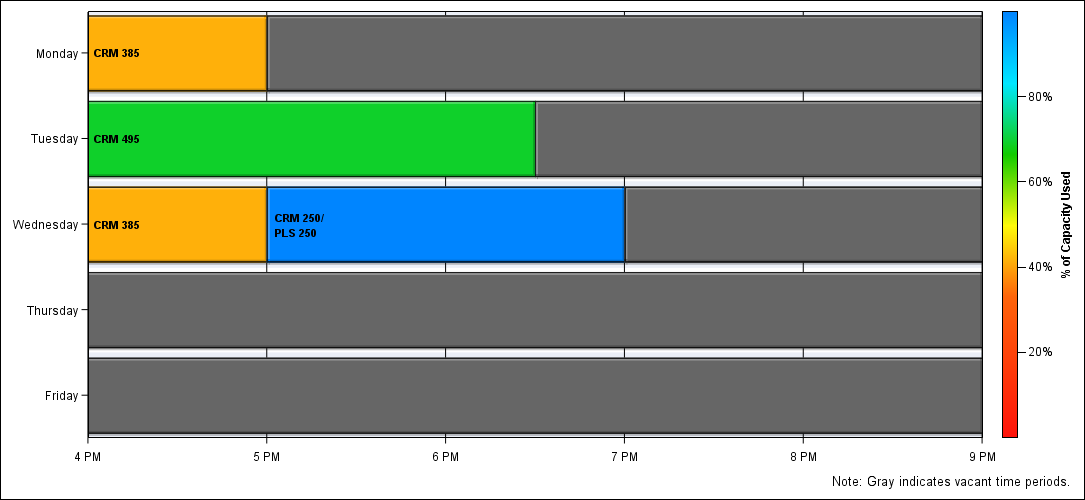 Monday
CRM 385
Tuesday
CRM 495
Wednesday
CRM 385
CRM 250/
PLS 250
Thursday
Friday
4 PM
5 PM
6 PM
7 PM
8 PM
9 PM
80%
60%
40%
20%
% of Capacity Used
Note: Gray indicates vacant time periods.